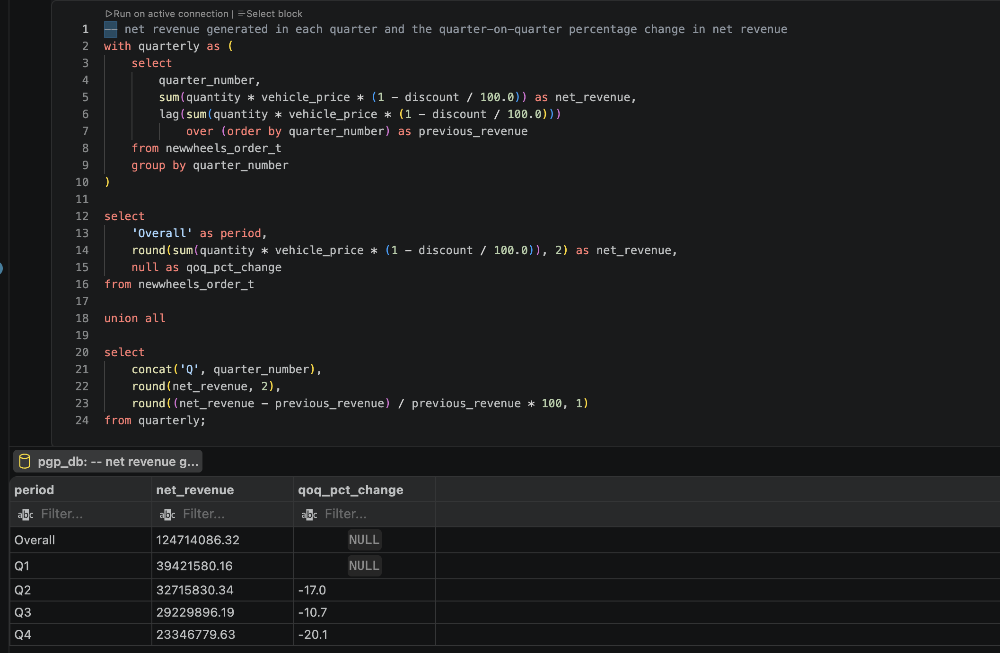 Run on active connection | Select block
1 -- net revenue generated in each quarter and the quarter-on-quarter percentage change in net revenue
2 with quarterly as (
3     select
4         quarter_number,
5         sum(quantity * vehicle_price * (1 - discount / 100.0)) as net_revenue,
6         lag(sum(quantity * vehicle_price * (1 - discount / 100.0)))
7             over (order by quarter_number) as previous_revenue
8     from newwheels_order_t
9     group by quarter_number
10 )
11
12 select
13     'Overall' as period,
14     round(sum(quantity * vehicle_price * (1 - discount / 100.0)), 2) as net_revenue,
15     null as qoq_pct_change
16 from newwheels_order_t
17
18 union all
19
20 select
21     concat('Q', quarter_number),
22     round(net_revenue, 2),
23     round((net_revenue - previous_revenue) / previous_revenue * 100, 1)
24 from quarterly;
pgp_db: -- net revenue g...
period net_revenue qoq_pct_change
abc Filter... abc Filter... abc Filter...
Overall 124714086.32 NULL
Q1 39421580.16 NULL
Q2 32715830.34 -17.0
Q3 29229896.19 -10.7
Q4 23346779.63 -20.1